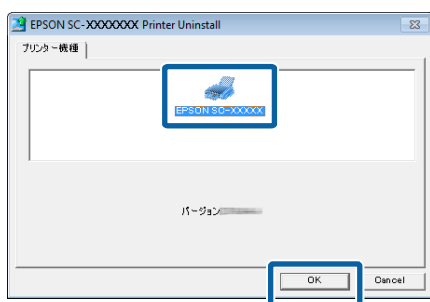 EPSON SC-XXXXXXX Printer Uninstall
プリンター機種
EPSON SC-XXXXX
バージョン
OK
Cancel